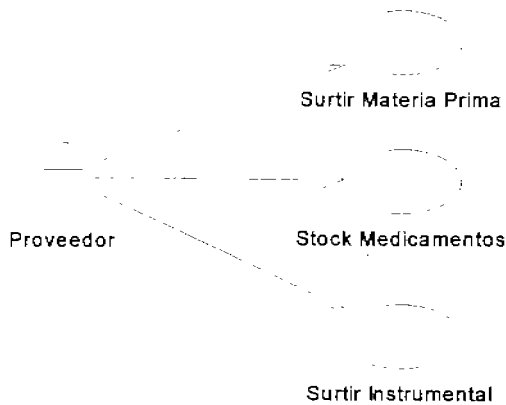 Surtir Materia Prima
Proveedor
Stock Medicamentos
Surtir Instrumental